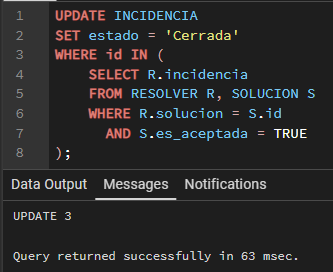 1 UPDATE INCIDENCIA
2 SET estado = 'Cerrada'
3 WHERE id IN (
4     SELECT R.incidencia
5     FROM RESOLVER R, SOLUCION S
6     WHERE R.solucion = S.id
7       AND S.es_aceptada = TRUE
8 );
Data Output Messages Notifications
UPDATE 3
Query returned successfully in 63 msec.